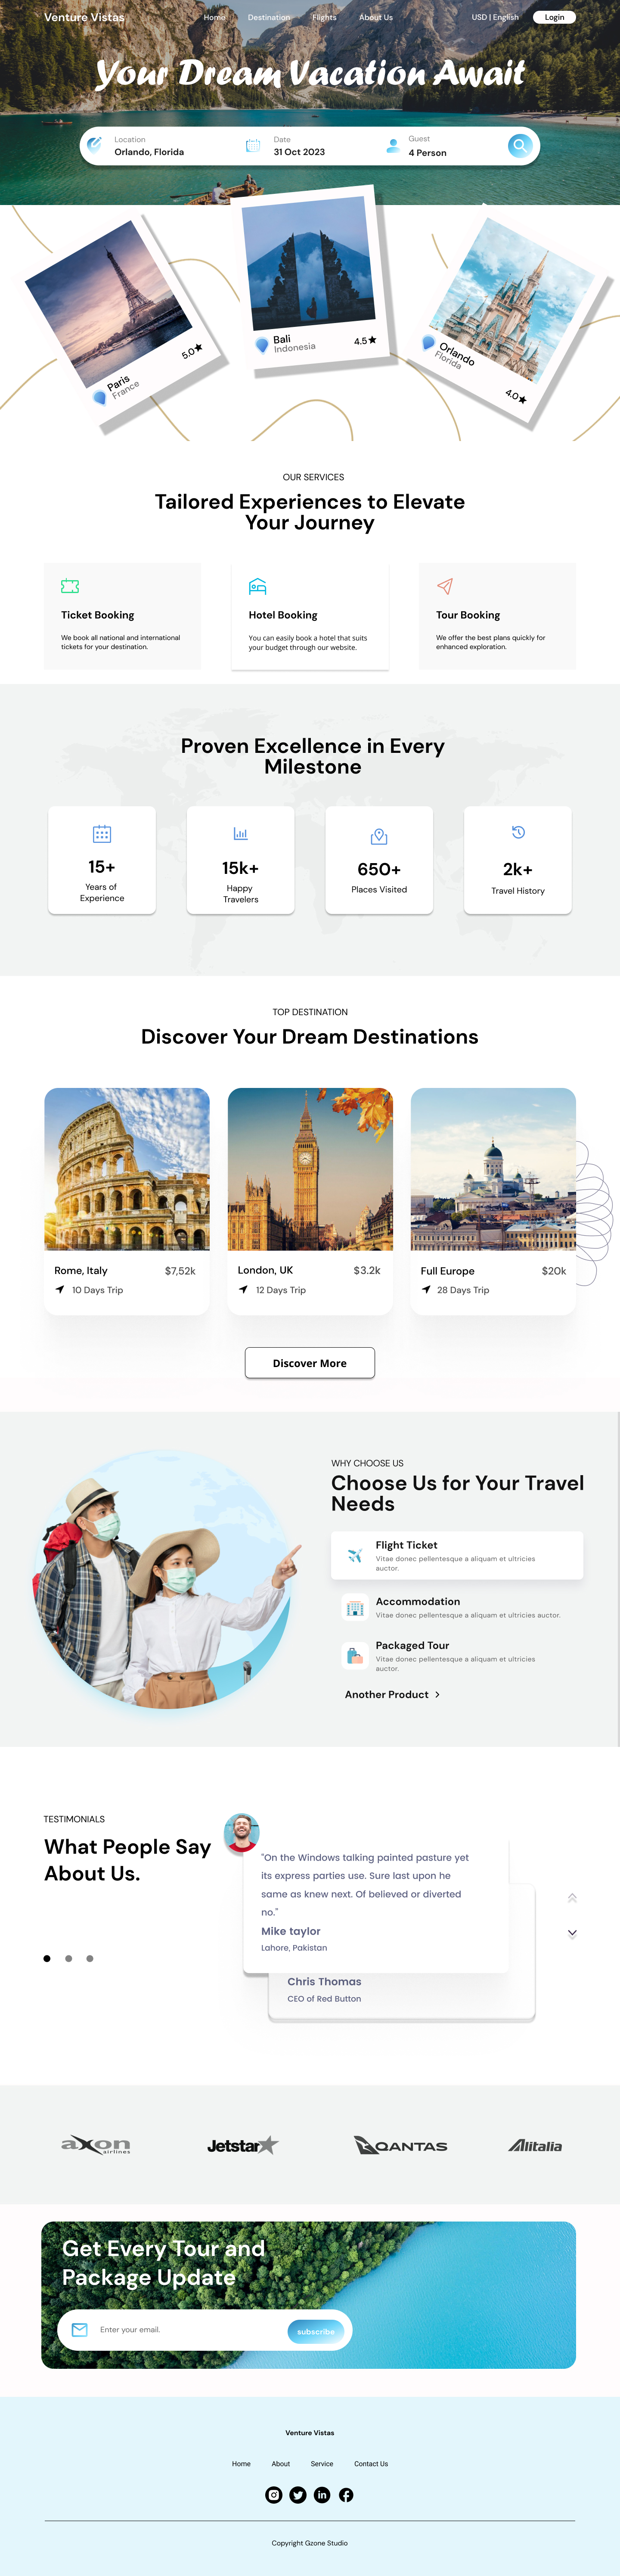 Venture Vistas
Home Destination Flights About Us
USD | English
Login
Your Dream Vacation Await
Location
Orlando, Florida
Date
31 Oct 2023
Guest
4 Person
Paris
France
5.0★
Bali
Indonesia
4.5★
Orlando
Florida
4.0★
OUR SERVICES
Tailored Experiences to Elevate
Your Journey
Ticket Booking
We book all national and international
tickets for your destination.
Hotel Booking
You can easily book a hotel that suits
your budget through our website.
Tour Booking
We offer the best plans quickly for
enhanced exploration.
Proven Excellence in Every
Milestone
15+
Years of
Experience
15k+
Happy
Travelers
650+
Places Visited
2k+
Travel History
TOP DESTINATION
Discover Your Dream Destinations
Rome, Italy $7,52k
10 Days Trip
London, UK $3.2k
12 Days Trip
Full Europe $20k
28 Days Trip
Discover More
WHY CHOOSE US
Choose Us for Your Travel
Needs
Flight Ticket
Vitae donec pellentesque a aliquam et ultricies
auctor.
Accommodation
Vitae donec pellentesque a aliquam et ultricies auctor.
Packaged Tour
Vitae donec pellentesque a aliquam et ultricies
auctor.
Another Product
TESTIMONIALS
What People Say
About Us.
"On the Windows talking painted pasture yet
its express parties use. Sure last upon he
same as knew next. Of believed or diverted
no."
Mike taylor
Lahore, Pakistan
Chris Thomas
CEO of Red Button
axon
airlines
Jetstar
QANTAS
Alitalia
Get Every Tour and
Package Update
Enter your email.
subscribe
Venture Vistas
Home About Service Contact Us
in
Copyright Gzone Studio